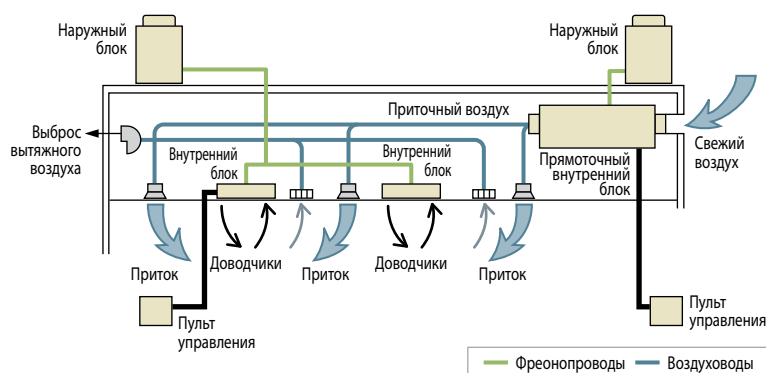 Наружный
блок
Наружный
блок
Приточный воздух
Выброс
вытяжного
воздуха
Внутренний
блок
Внутренний
блок
Прямоточный
внутренний
блок
Свежий
воздух
Приток
Доводчики
Приток
Доводчики
Приток
Пульт
управления
Пульт
управления
Фреонопроводы
Воздуховоды